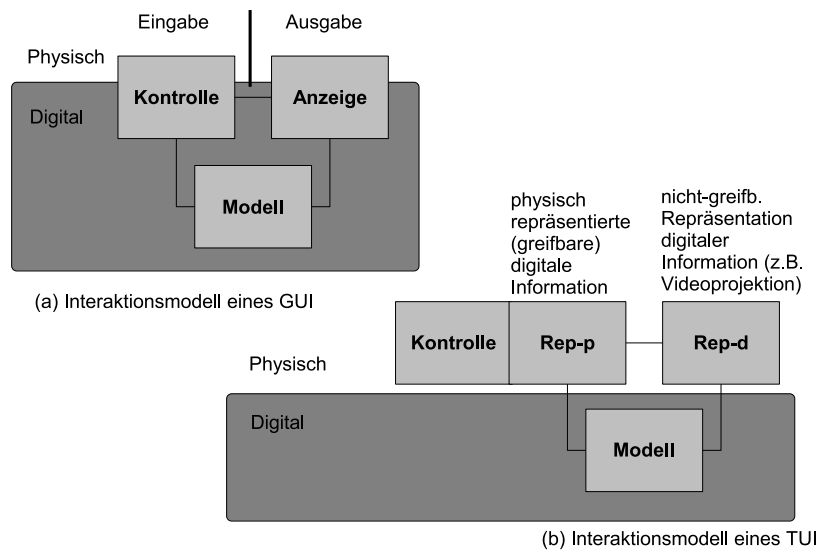 Eingabe
Ausgabe
Physisch
Kontrolle
Anzeige
Digital
Modell
(a) Interaktionsmodell eines GUI
physisch
repräsentierte
(greifbare)
digitale
Information
nicht-greifb.
Repräsentation
digitaler
Information (z.B.
Videoprojektion)
Kontrolle
Rep-p
Rep-d
Physisch
Digital
Modell
(b) Interaktionsmodell eines TUI